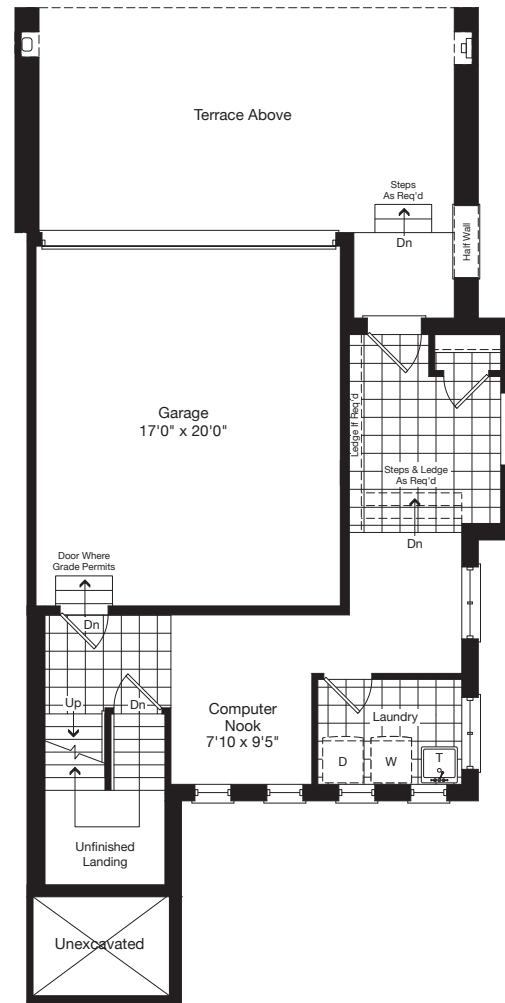 Terrace Above
Steps
As Req'd
Dn
Half Wall
Garage
17'0" x 20'0"
Ledge If Req'd
Steps & Ledge
As Req'd
Dn
Door Where
Grade Permits
Dn
Up
Dn
Computer
Nook
7'10 x 9'5"
Laundry
D
W
T
Unfinished
Landing
Unexcavated